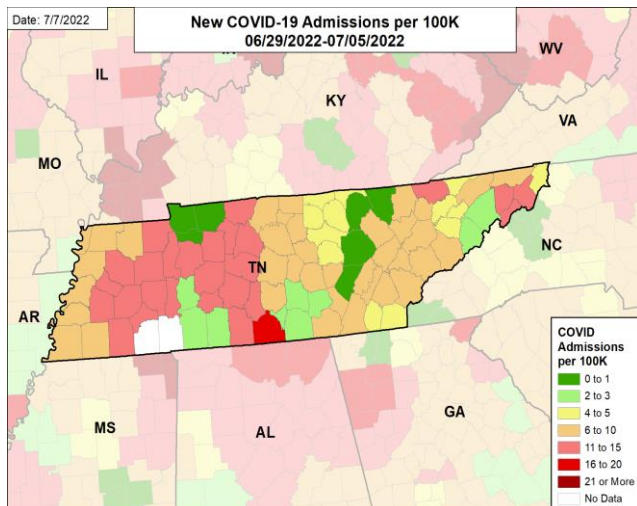 Date: 7/7/2022
New COVID-19 Admissions per 100K
06/29/2022-07/05/2022
WV
IL
KY
VA
MO
TN
NC
AR
MS
AL
GA
COVID
Admissions
per 100K
0 to 1
2 to 3
4 to 5
6 to 10
11 to 15
16 to 20
21 or More
No Data